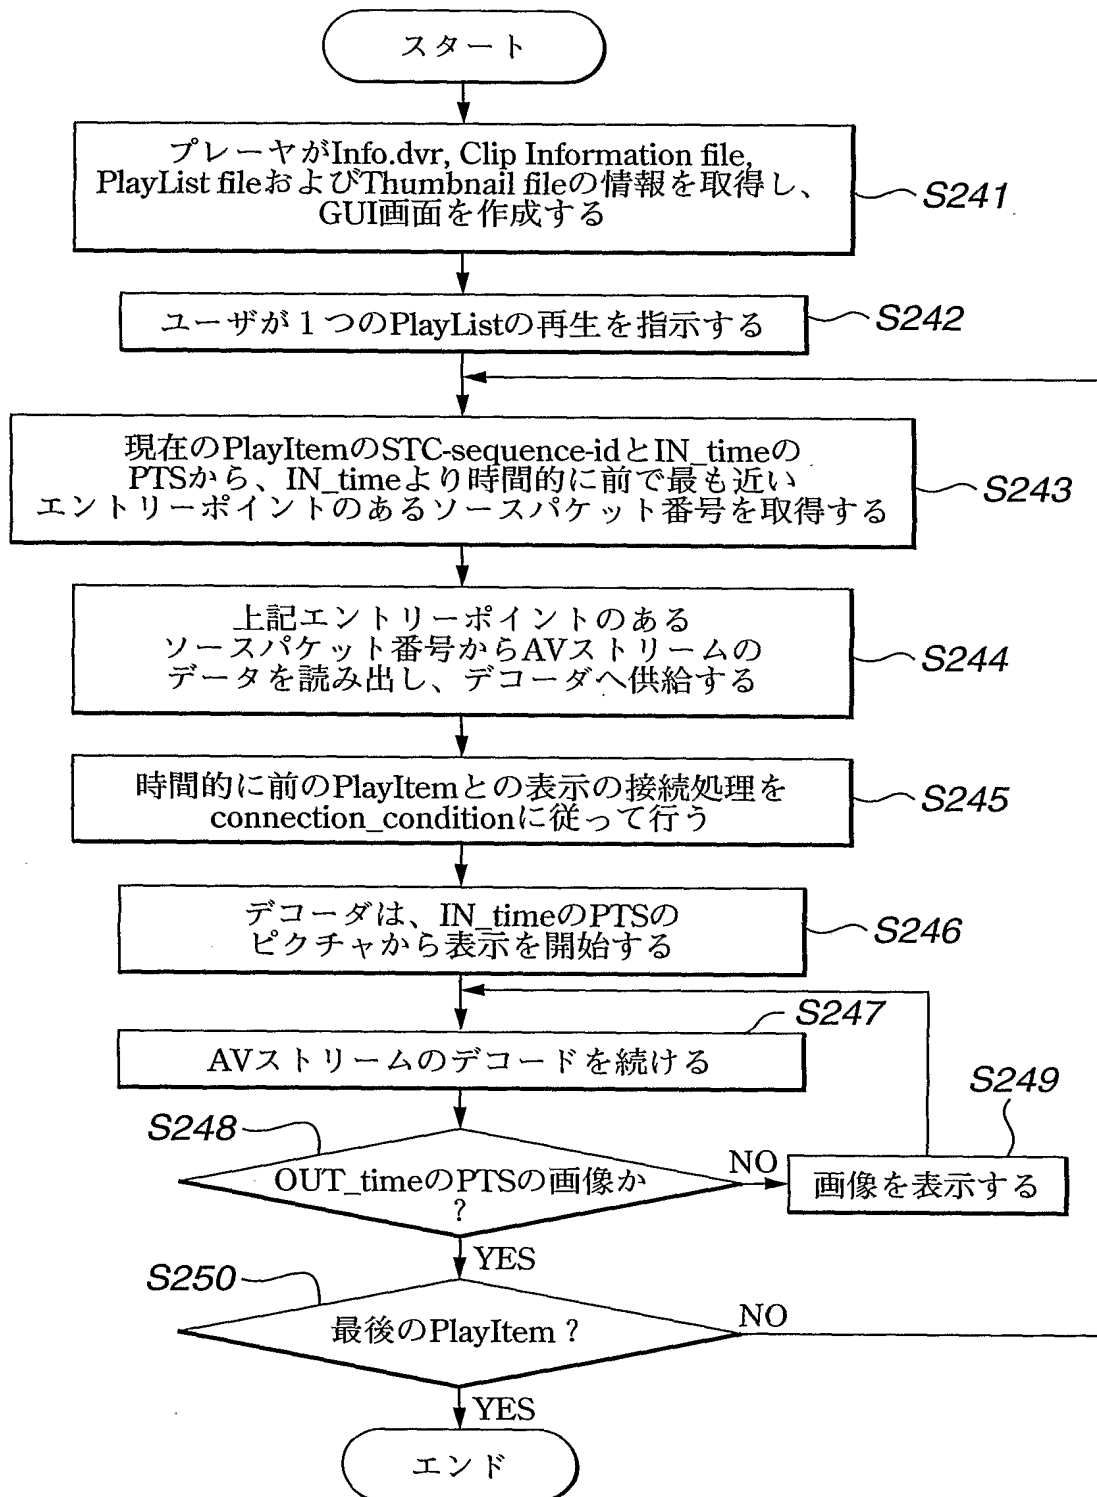 スタート
プレーヤがInfo.dvr, Clip Information file,
PlayList fileおよびThumbnail fileの情報を取得し、
GUI画面を作成する
S241
ユーザが1つのPlayListの再生を指示する
S242
現在のPlayItemのSTC-sequence-idとIN_timeの
PTSから、IN_timeより時間的に前で最も近い
エントリーポイントのあるソースパケット番号を取得する
S243
上記エントリーポイントのある
ソースパケット番号からAVストリームの
データを読み出し、デコーダへ供給する
S244
時間的に前のPlayItemとの表示の接続処理を
connection_conditionに従って行う
S245
デコーダは、IN_timeのPTSの
ピクチャから表示を開始する
S246
S247
AVストリームのデコードを続ける
S248
OUT_timeのPTSの画像か
?
NO
S249
画像を表示する
YES
S250
最後のPlayItem?
NO
YES
エンド